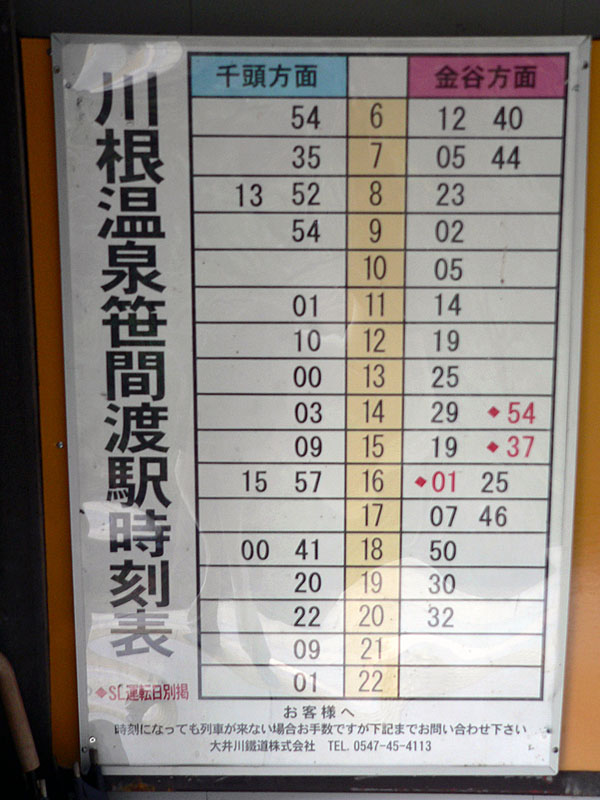 川根温泉笹間渡駅時刻表
千頭方面 金谷方面
54 6 12 40
35 7 05 44
13 52 8 23
54 9 02
10 05
01 11 14
10 12 19
00 13 25
03 14 29 ◆54
09 15 19 ◆37
15 57 16 ◆01 25
17 07 46
00 41 18 50
20 19 30
22 20 32
09 21
01 22
◆SL運転日別掲
お客様へ
時刻になっても列車が来ない場合お手数ですが下記までお問い合わせ下さい
大井川鐵道株式会社 TEL. 0547-45-4113